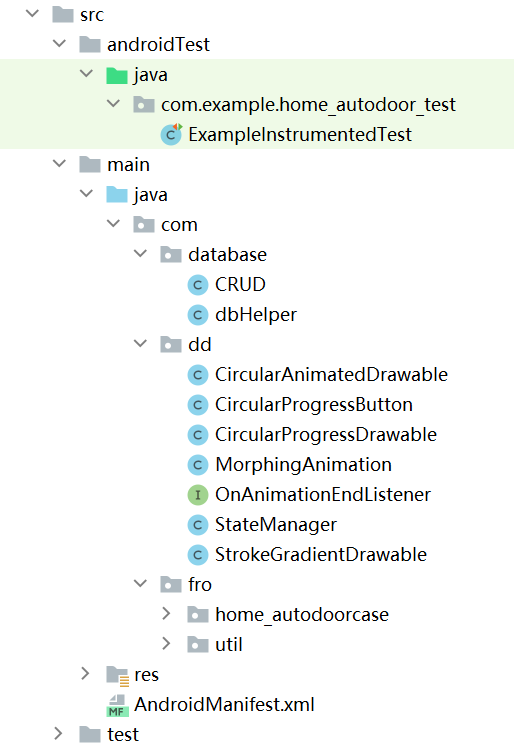 src
androidTest
java
com.example.home_autodoor_test
C
ExampleInstrumentedTest
main
java
com
database
C CRUD
C dbHelper
dd
C CircularAnimatedDrawable
C CircularProgressButton
C CircularProgressDrawable
C MorphingAnimation
I OnAnimationEndListener
C StateManager
C StrokeGradientDrawable
fro
home_autodoorcase
util
res
MF AndroidManifest.xml
test